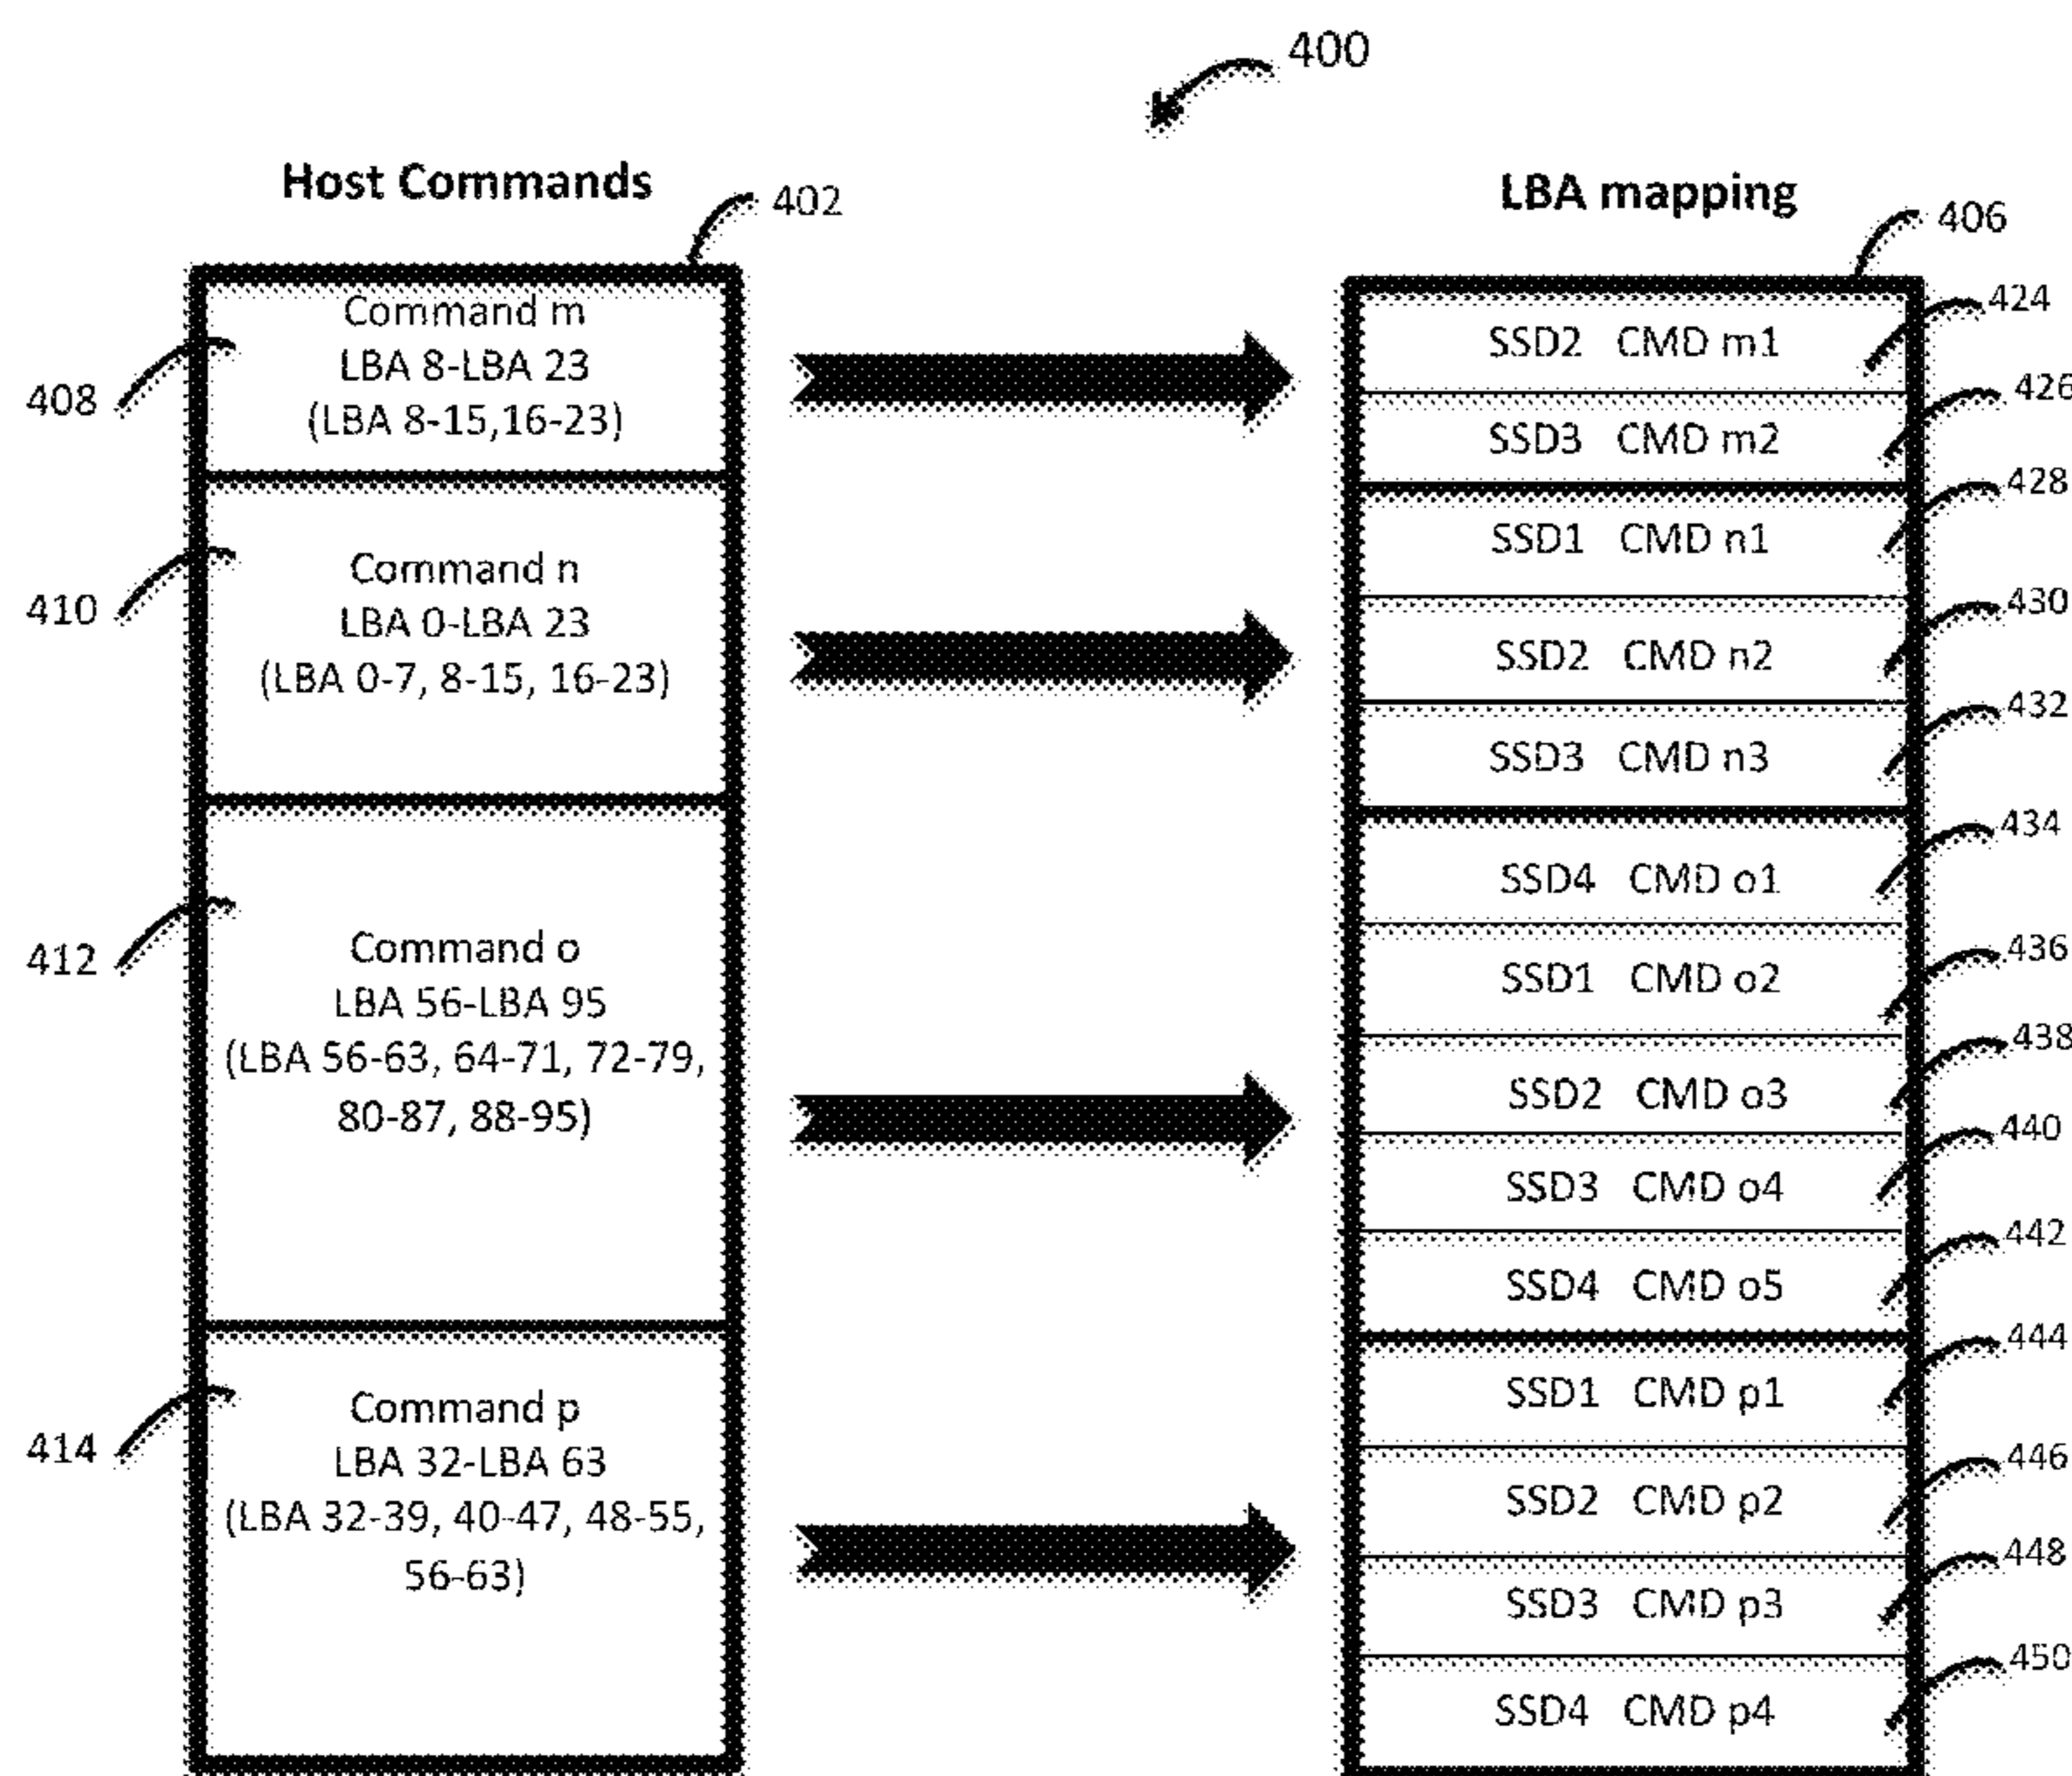 400
Host Commands
402
Command m
LBA 8-LBA 23
(LBA 8-15,16-23)
408
Command n
LBA 0-LBA 23
(LBA 0-7, 8-15, 16-23)
410
Command o
LBA 56-LBA 95
(LBA 56-63, 64-71, 72-79,
80-87, 88-95)
412
Command p
LBA 32-LBA 63
(LBA 32-39, 40-47, 48-55,
56-63)
414
LBA mapping
406
SSD2 CMD m1
424
SSD3 CMD m2
426
SSD1 CMD n1
428
SSD2 CMD n2
430
SSD3 CMD n3
432
SSD4 CMD o1
434
SSD1 CMD o2
436
SSD2 CMD o3
438
SSD3 CMD o4
440
SSD4 CMD o5
442
SSD1 CMD p1
444
SSD2 CMD p2
446
SSD3 CMD p3
448
SSD4 CMD p4
450